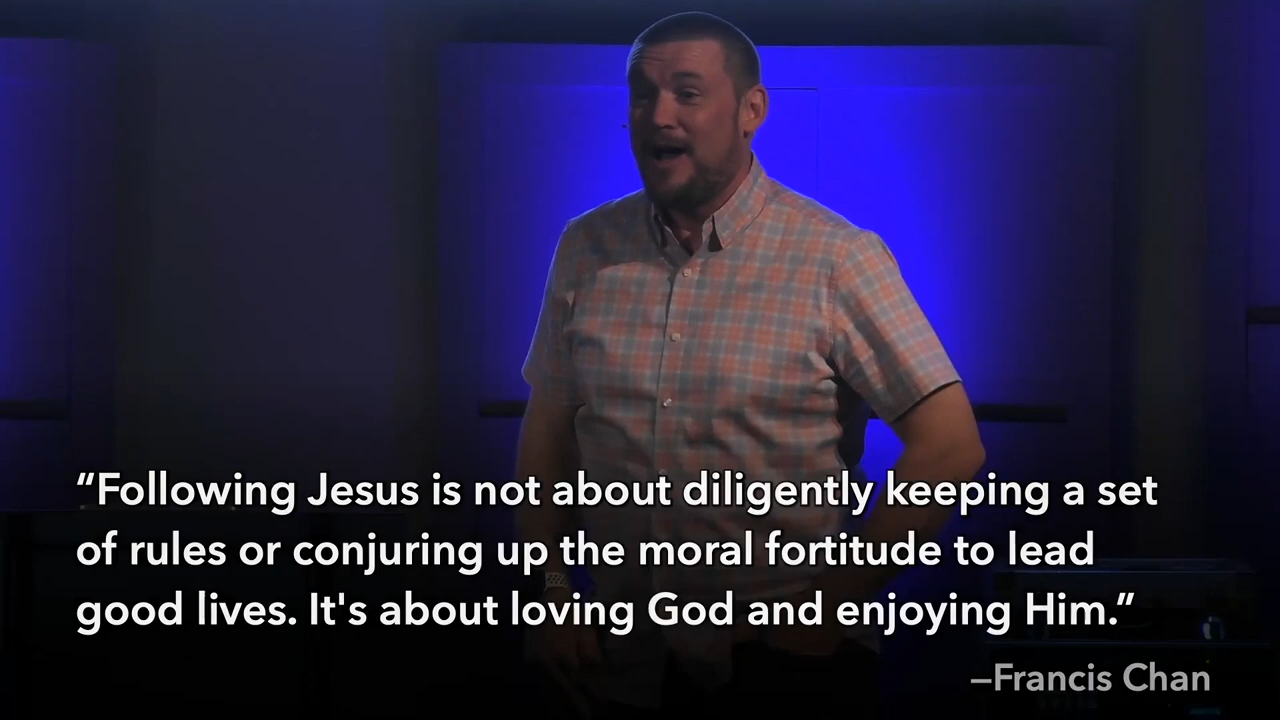 “Following Jesus is not about diligently keeping a set
of rules or conjuring up the moral fortitude to lead
good lives. It's about loving God and enjoying Him.”
–Francis Chan